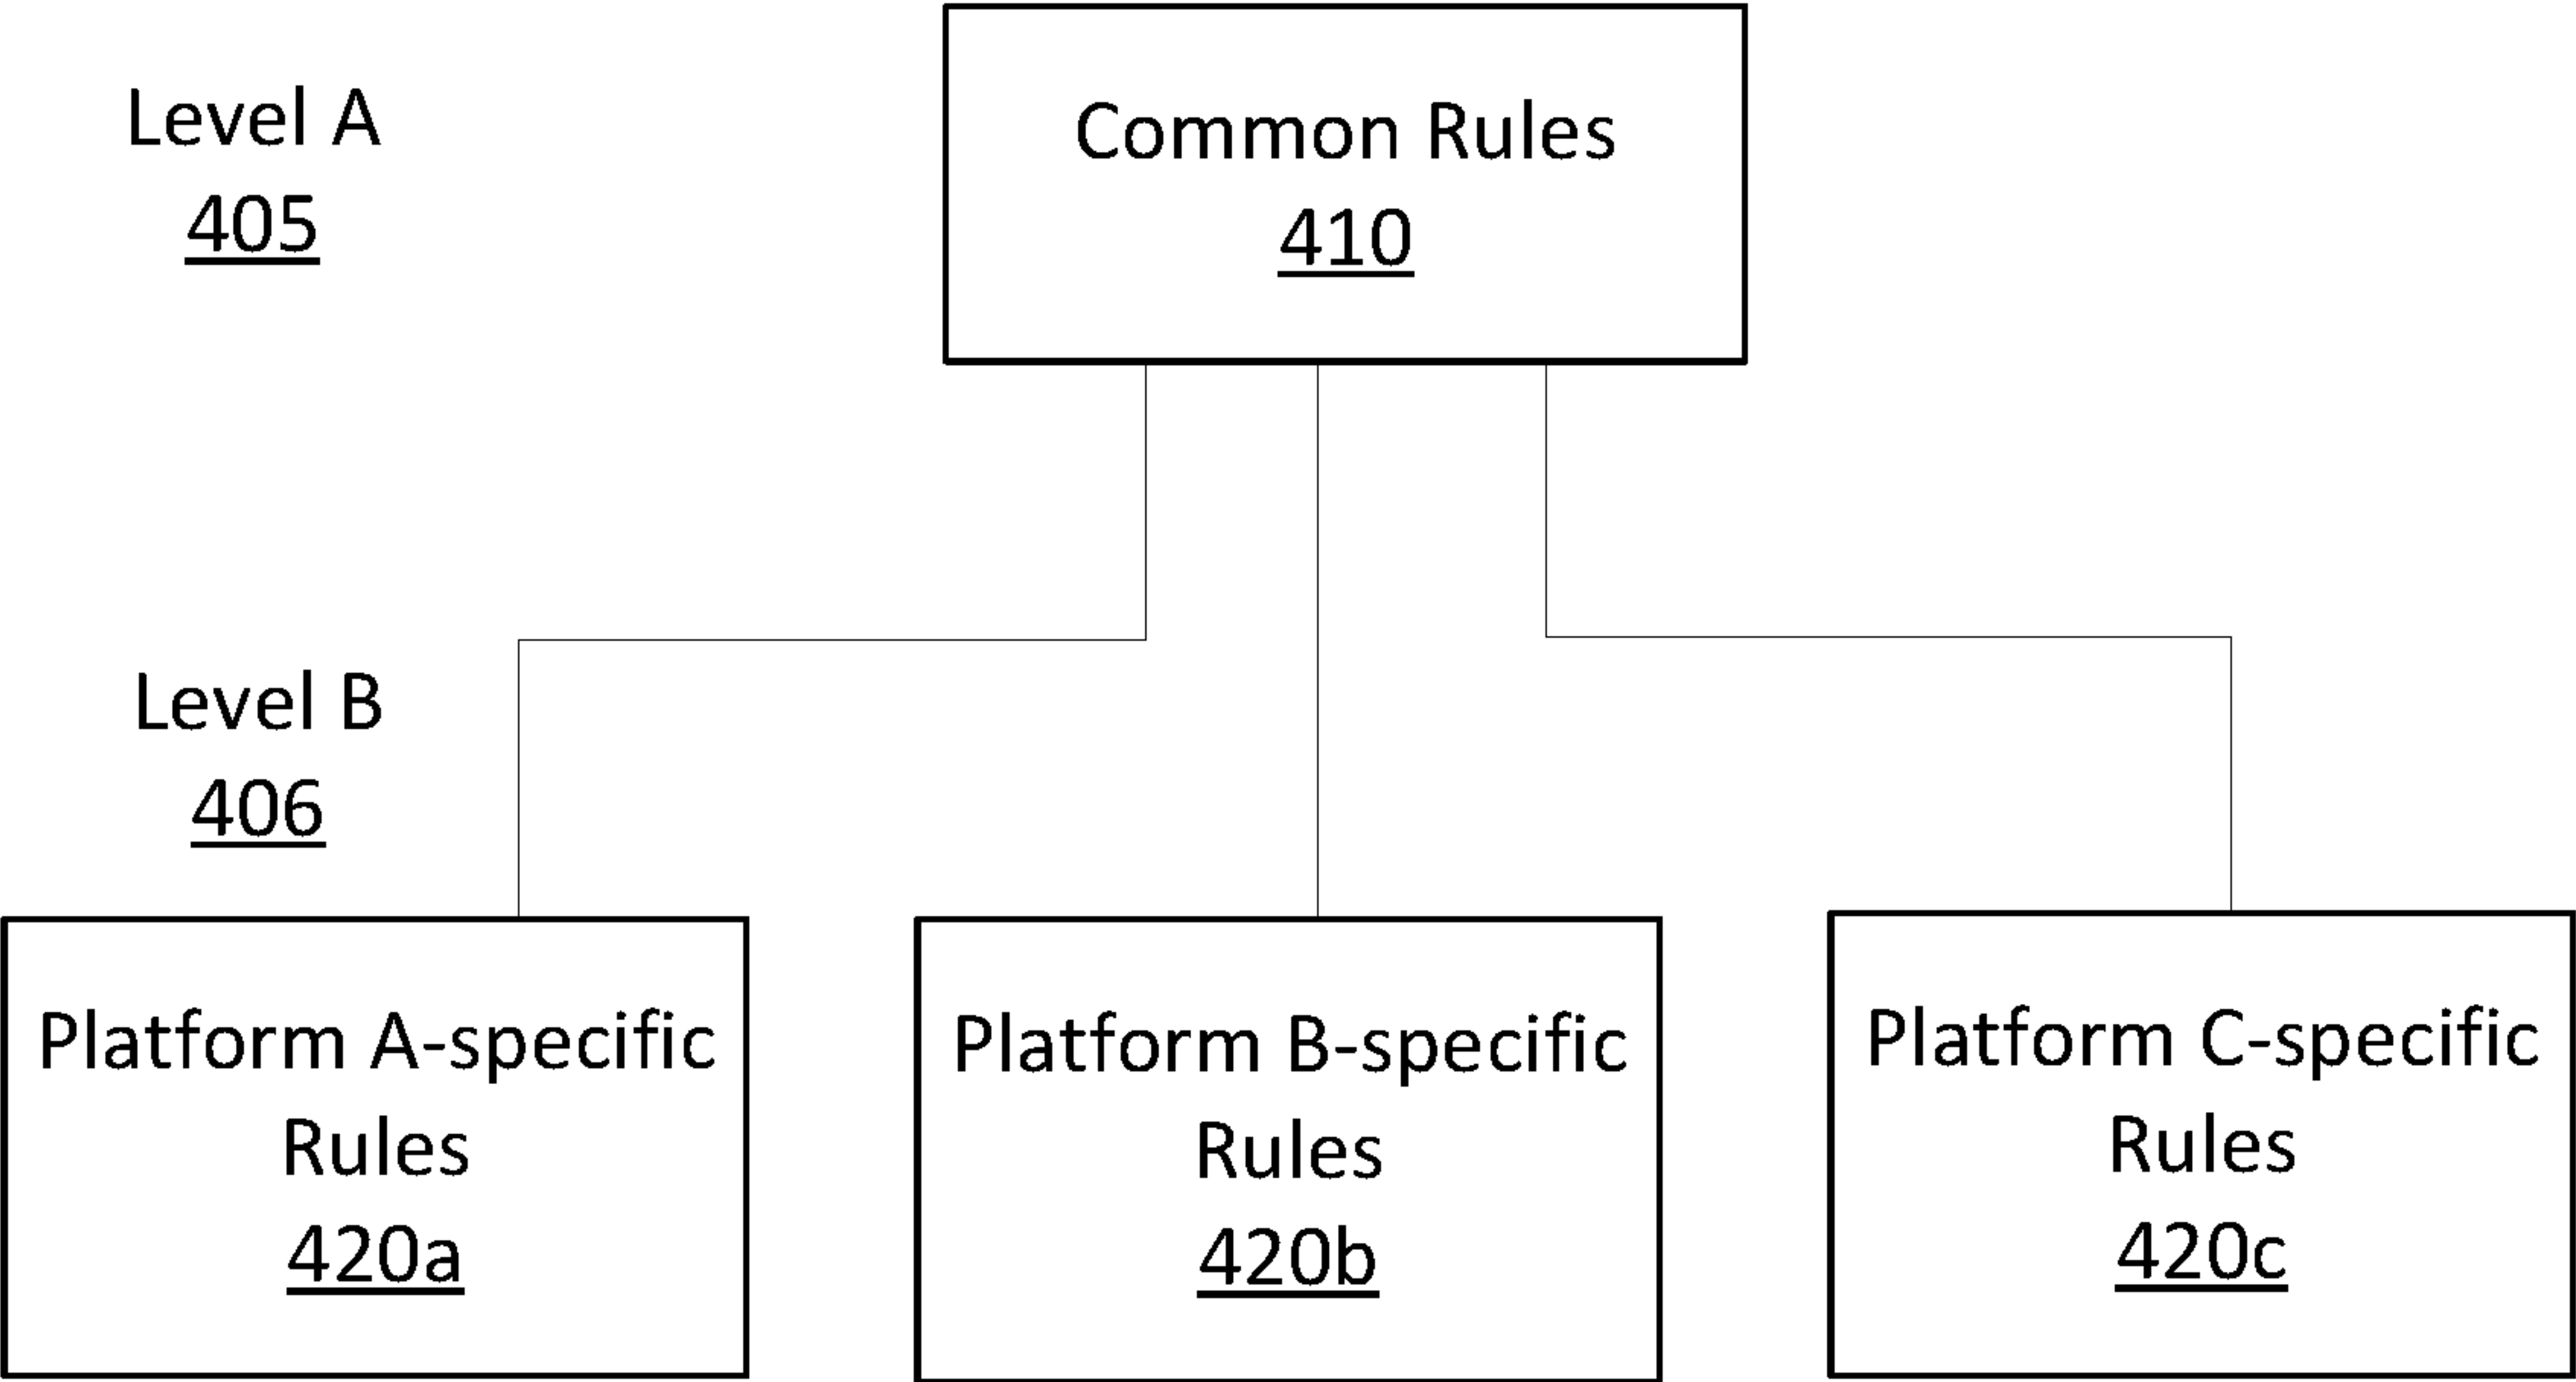 Level A
405
Common Rules
410
Level B
406
Platform A-specific
Rules
420a
Platform B-specific
Rules
420b
Platform C-specific
Rules
420c